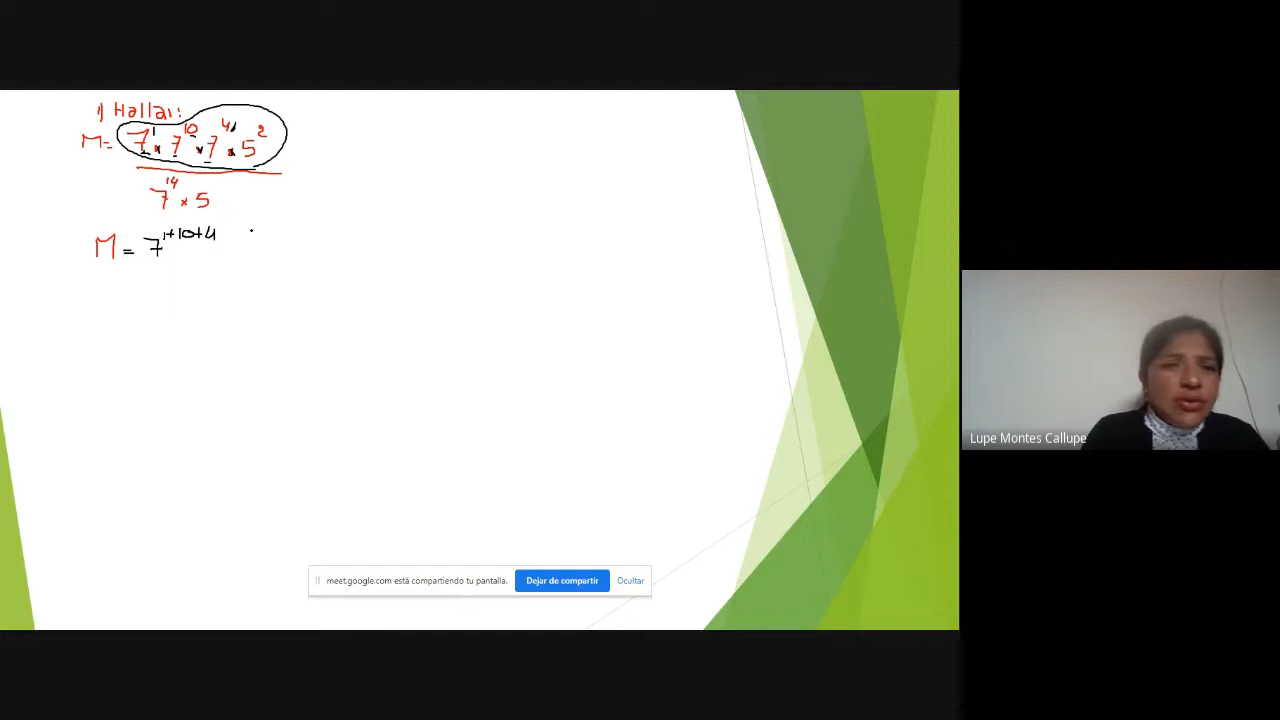 1) Hallar:
M = 7¹ × 7¹⁰ × 7⁴ × 5²
7¹⁴ × 5
M = 7¹⁺¹⁰⁺⁴
Lupe Montes Callupe
meet.google.com está compartiendo tu pantalla. Dejar de compartir Ocultar